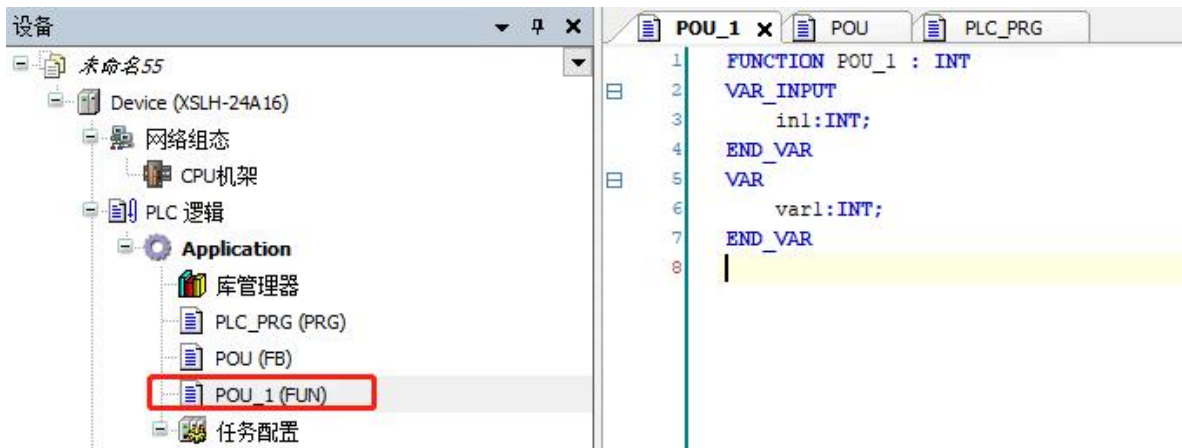 设备
未命名55
Device (XSLH-24A16)
网络组态
CPU机架
PLC 逻辑
Application
库管理器
PLC_PRG (PRG)
POU (FB)
POU_1 (FUN)
任务配置
POU_1 POU PLC_PRG
1 FUNCTION POU_1 : INT
2 VAR_INPUT
3 in1:INT;
4 END_VAR
5 VAR
6 var1:INT;
7 END_VAR
8